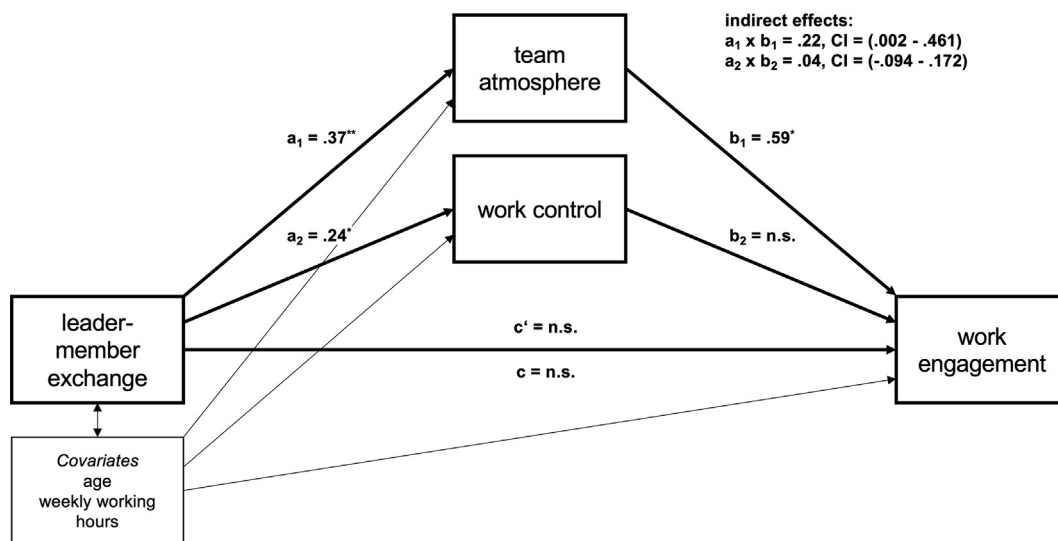 indirect effects:
a₁ x b₁ = .22, CI = (.002 - .461)
a₂ x b₂ = .04, CI = (-.094 - .172)
team
atmosphere
a₁ = .37**
b₁ = .59*
work control
a₂ = .24*
b₂ = n.s.
leader-
member
exchange
c‘ = n.s.
c = n.s.
work
engagement
Covariates
age
weekly working
hours